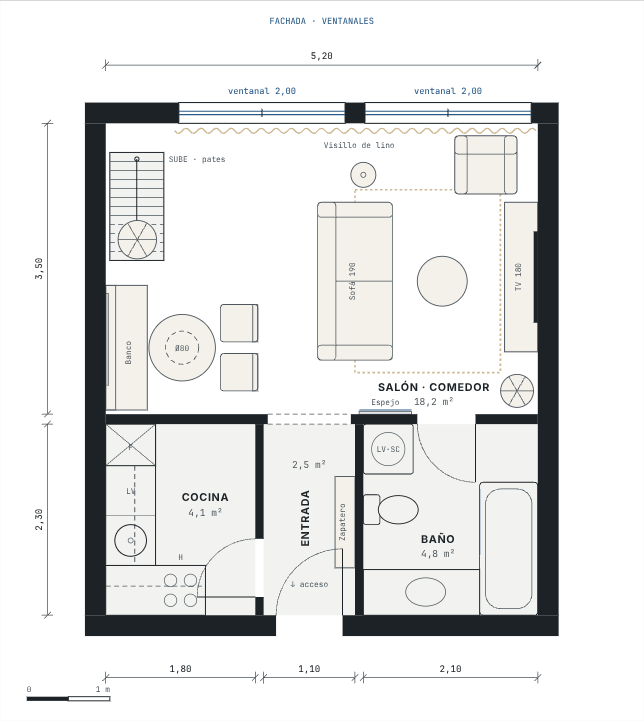 FACHADA · VENTANALES
5,20
ventanal 2,00
ventanal 2,00
Visillo de lino
SUBE · pates
3,50
Sofá 190
TV 180
Banco
Ø80
SALÓN · COMEDOR
Espejo
18,2 m²
F
LV
COCINA
4,1 m²
H
2,5 m²
ENTRADA
Zapatero
↓ acceso
LV-SC
BAÑO
4,8 m²
2,30
1,80
1,10
2,10
0
1 m